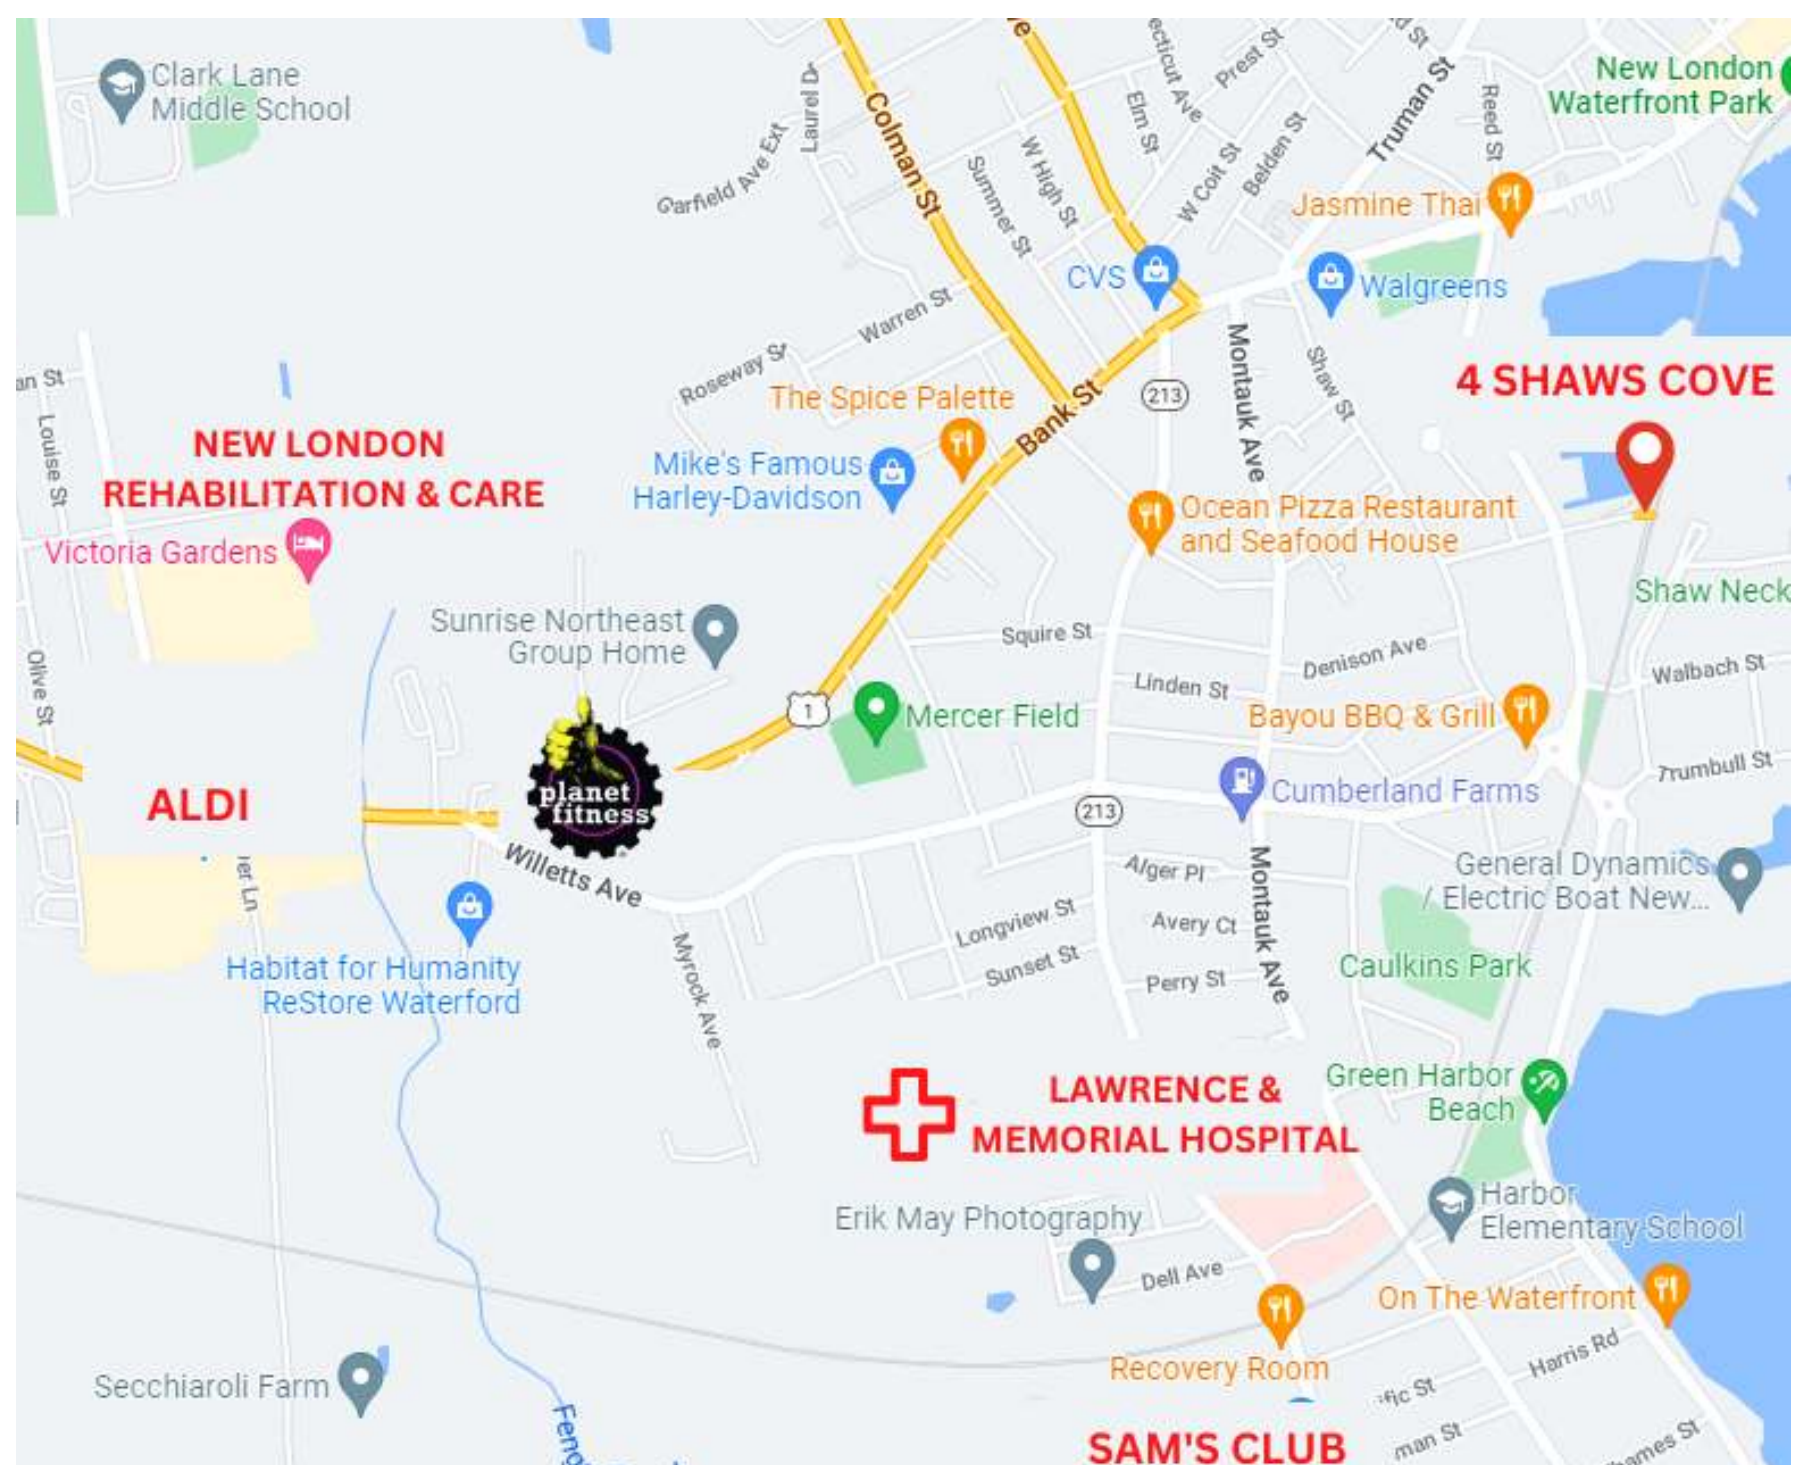 Clark Lane
Middle School
Laurel Dr
Garfield Ave Ext
Colman St
Summer St
W High St
Elm St
Prest St
W Coit St
Belden St
Truman St
Reed St
New London
Waterfront Park
Jasmine Thai
CVS
Walgreens
Warren St
Roseway St
The Spice Palette
Bank St
213
Montauk Ave
Shaw St
4 SHAWS COVE
Louise St
NEW LONDON
REHABILITATION & CARE
Victoria Gardens
Mike's Famous
Harley-Davidson
Ocean Pizza Restaurant
and Seafood House
Shaw Neck
Sunrise Northeast
Group Home
Squire St
Denison Ave
Linden St
Walbach St
Olive St
1
Mercer Field
Bayou BBQ & Grill
Trumbull St
ALDI
planet
fitness
213
Cumberland Farms
Willetts Ave
Alger Pl
Montauk Ave
General Dynamics
/ Electric Boat New...
Longview St
Avery Ct
Sunset St
Perry St
Caulkins Park
Myrock Ave
Habitat for Humanity
ReStore Waterford
LAWRENCE &
MEMORIAL HOSPITAL
Green Harbor
Beach
Erik May Photography
Harbor
Elementary School
Dell Ave
On The Waterfront
Recovery Room
Harris Rd
Secchiaroli Farm
SAM'S CLUB